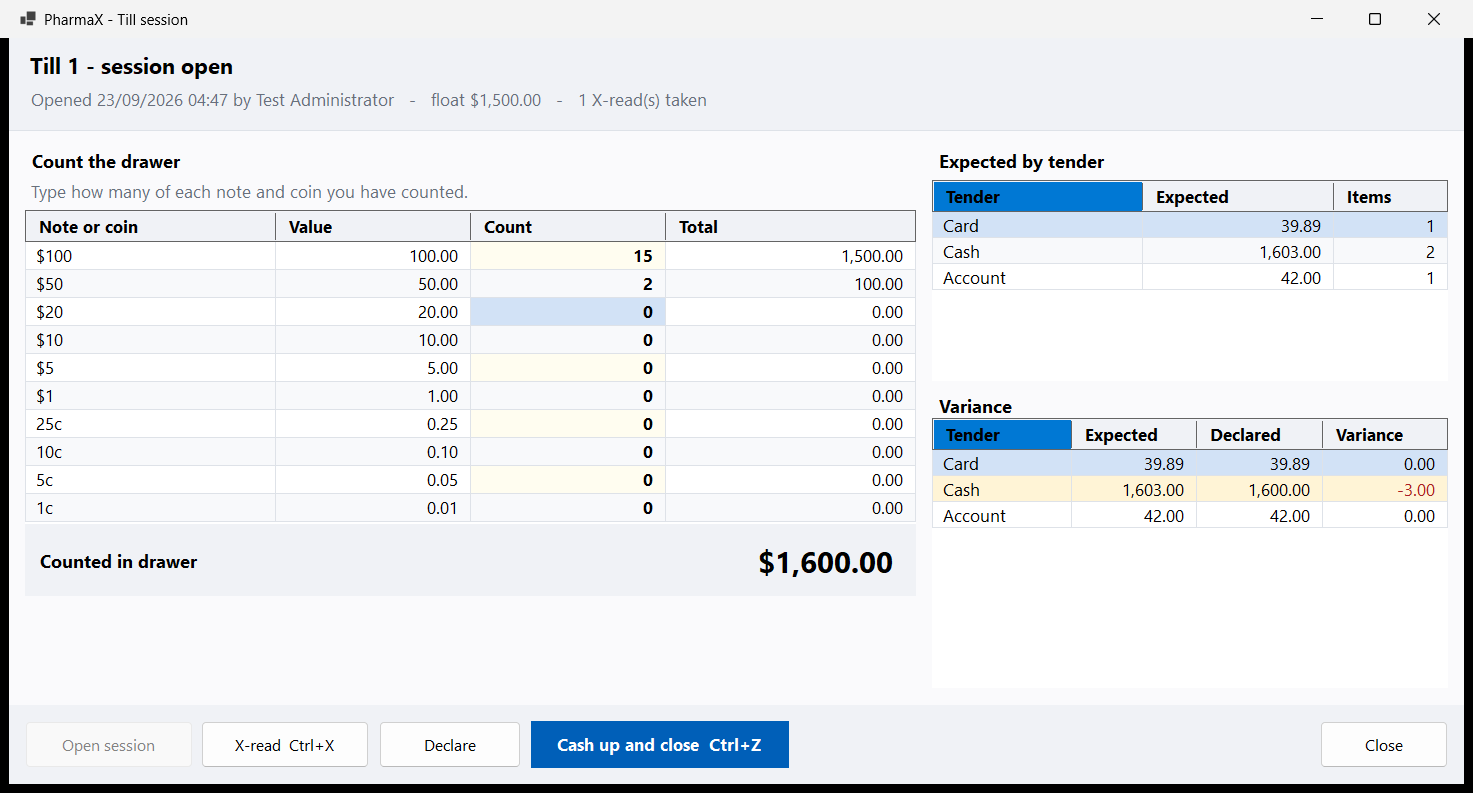 PharmaX - Till session
Till 1 - session open
Opened 23/09/2026 04:47 by Test Administrator - float $1,500.00 - 1 X-read(s) taken
Count the drawer
Type how many of each note and coin you have counted.
Note or coin Value Count Total
$100 100.00 15 1,500.00
$50 50.00 2 100.00
$20 20.00 0 0.00
$10 10.00 0 0.00
$5 5.00 0 0.00
$1 1.00 0 0.00
25c 0.25 0 0.00
10c 0.10 0 0.00
5c 0.05 0 0.00
1c 0.01 0 0.00
Counted in drawer $1,600.00
Expected by tender
Tender Expected Items
Card 39.89 1
Cash 1,603.00 2
Account 42.00 1
Variance
Tender Expected Declared Variance
Card 39.89 39.89 0.00
Cash 1,603.00 1,600.00 -3.00
Account 42.00 42.00 0.00
Open session X-read Ctrl+X Declare Cash up and close Ctrl+Z Close